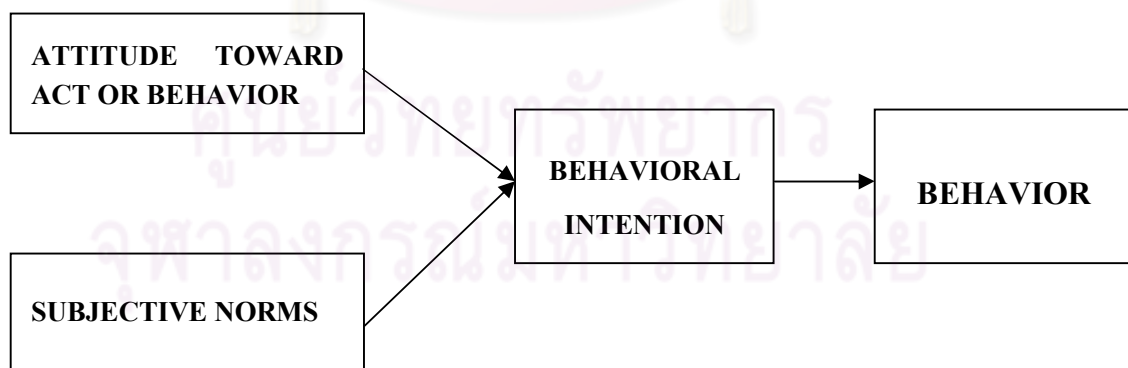 ATTITUDE TOWARD
ACT OR BEHAVIOR
ศูนย์วิทยทรัพยากร
BEHAVIORAL
INTENTION
BEHAVIOR
จุฬาลงกรณ์มหาวิทยาลัย
SUBJECTIVE NORMS